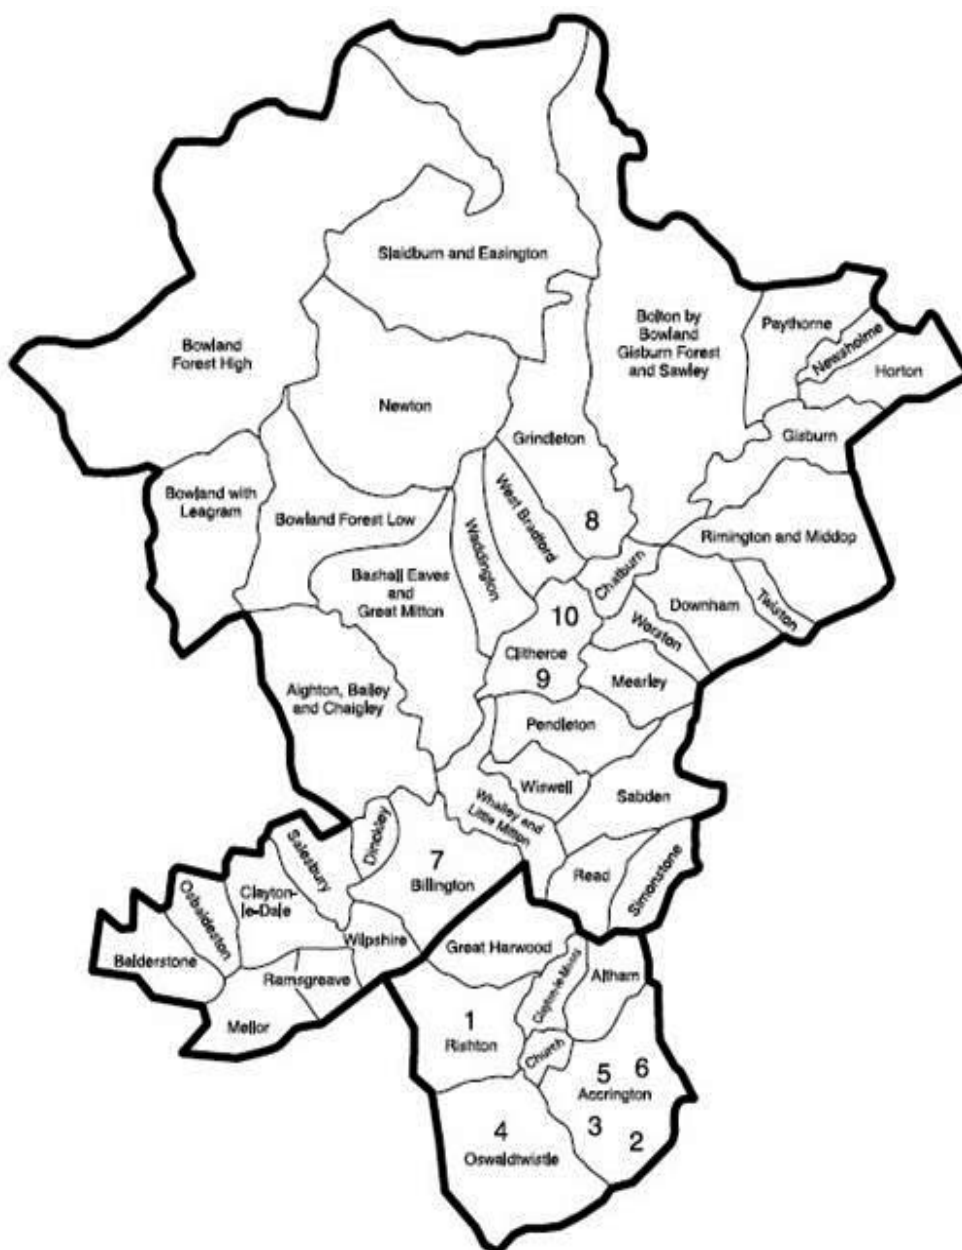 Slaidburn and Easington
Bowland
Forest High
Bolton by
Bowland
Gisburn Forest
and Sawley
Paythorne
Newsholme
Horton
Newton
Grindleton
Gisburn
Bowland with
Leagram
Bowland Forest Low
West Bradford
8
Rimington and Middop
Waddington
Bashall Eaves
and
Great Mitton
Chatburn
Downham
Twiston
10
Clitheroe
9
Worston
Mearley
Aighton, Bailey
and Chaigley
Pendleton
Wiswell
Sabden
Whalley and
Little Mitton
Dinckley
Salesbury
7
Billington
Read
Simonstone
Osbaldeston
Clayton-
le-Dale
Wilpshire
Great Harwood
Balderstone
Ramsgreave
Clayton-le-Moors
Altham
Mellor
1
Rishton
Church
5
6
Accrington
3
2
4
Oswaldtwistle